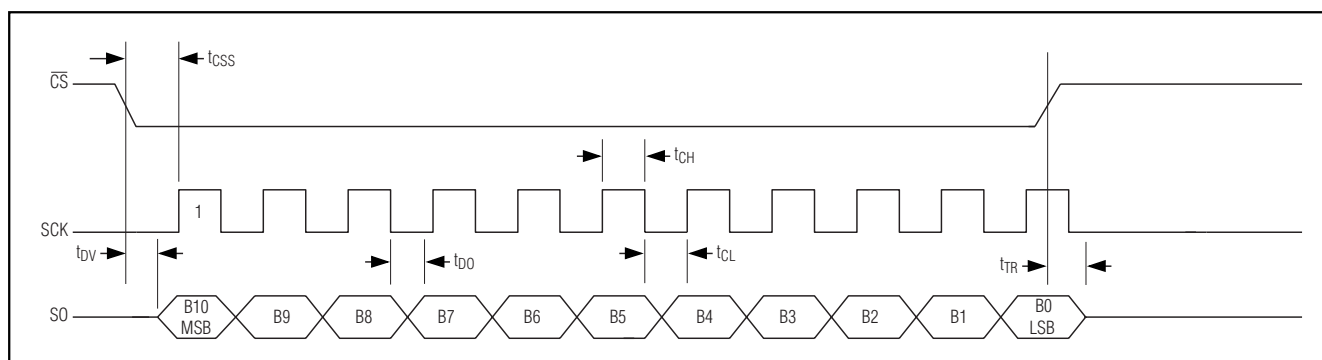 tCSS
C̅S̅
tCH
1
SCK
tDV
tDO
tCL
tTR
SO
B10
MSB
B9
B8
B7
B6
B5
B4
B3
B2
B1
B0
LSB